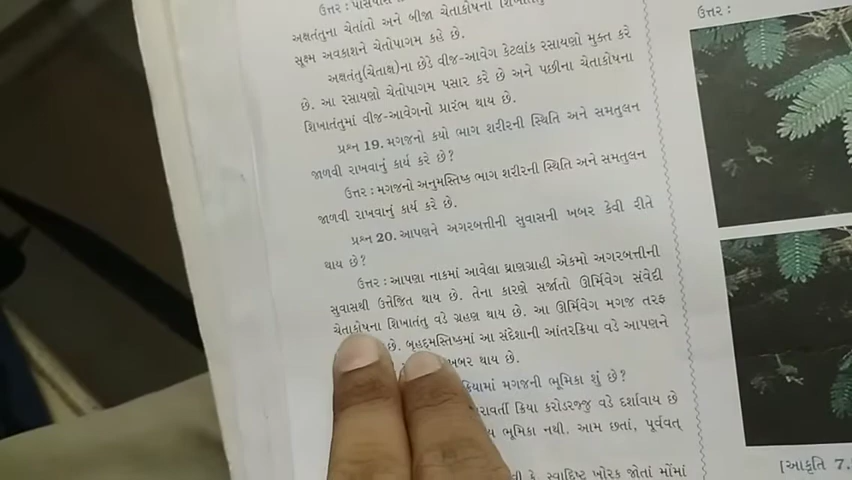 ઉત્તર :
અક્ષતંતુના ચેતાંતો અને બીજા ચેતાકોષના
સૂક્ષ્મ અવકાશને ચેતોપાગમ કહે છે.
અક્ષતંતુ(ચેતાક્ષ)ના છેડે વીજ-આવેગ કેટલાંક રસાયણો મુક્ત કરે
છે. આ રસાયણો ચેતોપાગમ પસાર કરે છે અને પછીના ચેતાકોષના
શિખાતંતુમાં વીજ-આવેગનો પ્રારંભ થાય છે.
પ્રશ્ન 19. મગજનો કયો ભાગ શરીરની સ્થિતિ અને સમતુલન
જાળવી રાખવાનું કાર્ય કરે છે?
ઉત્તર : મગજનો અનુમસ્તિષ્ક ભાગ શરીરની સ્થિતિ અને સમતુલન
જાળવી રાખવાનું કાર્ય કરે છે.
પ્રશ્ન 20. આપણને અગરબત્તીની સુવાસની ખબર કેવી રીતે
થાય છે?
ઉત્તર : આપણા નાકમાં આવેલા ઘ્રાણગ્રાહી એકમો અગરબત્તીની
સુવાસથી ઉત્તેજિત થાય છે. તેના કારણે સર્જાતો ઊર્મિવેગ સંવેદી
ચેતાકોષના શિખાતંતુ વડે ગ્રહણ થાય છે. આ ઊર્મિવેગ મગજ તરફ
છે. બૃહદ્મસ્તિષ્કમાં આ સંદેશાની આંતરક્રિયા વડે આપણને
ખબર થાય છે.
મગજની ભૂમિકા શું છે?
ક્રિયા કરોડરજ્જુ વડે દર્શાવાય છે
ભૂમિકા નથી. આમ છતાં, પૂર્વવત્
કે, સ્વાદિષ્ટ ખોરાક જોતાં મોંમાં
ઉત્તર :
[આકૃતિ 7.